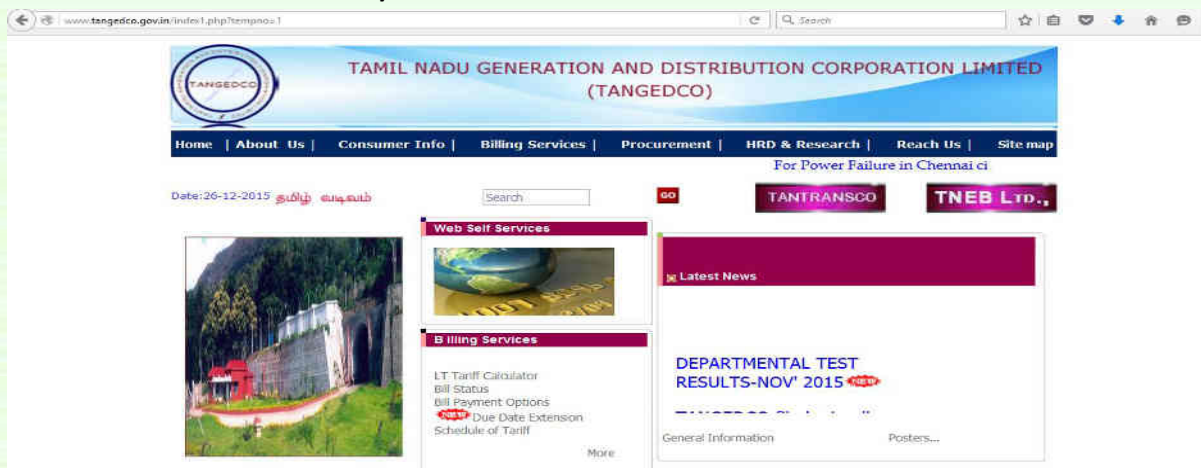 www.tangedco.gov.in/index1.php?tempno=1
Search
TANGEDCO
TAMIL NADU GENERATION AND DISTRIBUTION CORPORATION LIMITED
(TANGEDCO)
Home | About Us | Consumer Info | Billing Services | Procurement | HRD & Research | Reach Us | Site map
For Power Failure in Chennai ci
Date:26-12-2015 தமிழ் வடிவம்
Search
GO
TANTRANSCO
TNEB LTD.,
Web Self Services
Billing Services
LT Tariff Calculator
Bill Status
Bill Payment Options
NEW Due Date Extension
Schedule of Tariff
More
Latest News
DEPARTMENTAL TEST
RESULTS-NOV' 2015 NEW
General Information
Posters...